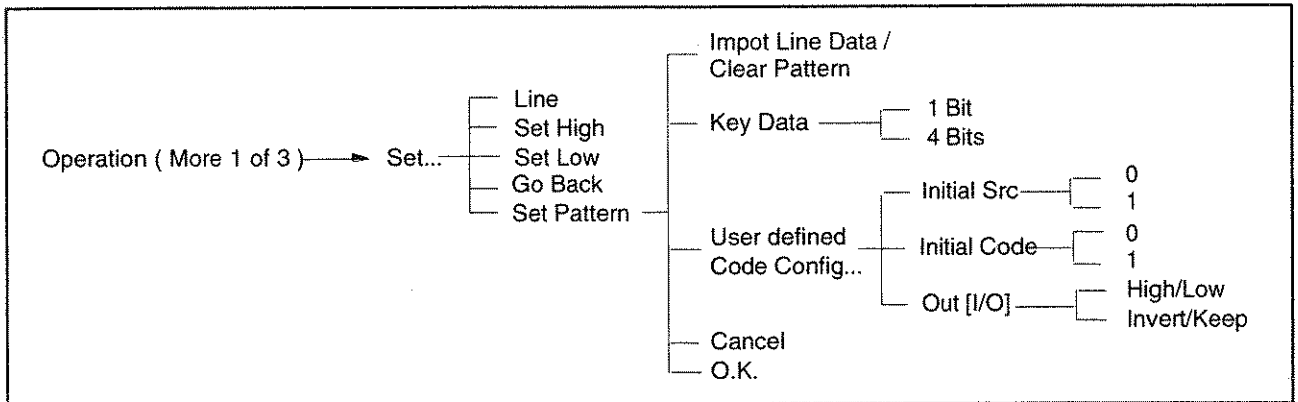 Impot Line Data /
Clear Pattern
Line
Set High
Key Data
1 Bit
4 Bits
Operation ( More 1 of 3 )
Set...
Set Low
Go Back
Set Pattern
Initial Src
0
1
User defined
Code Config...
Initial Code
0
1
Out [I/O]
High/Low
Invert/Keep
Cancel
O.K.